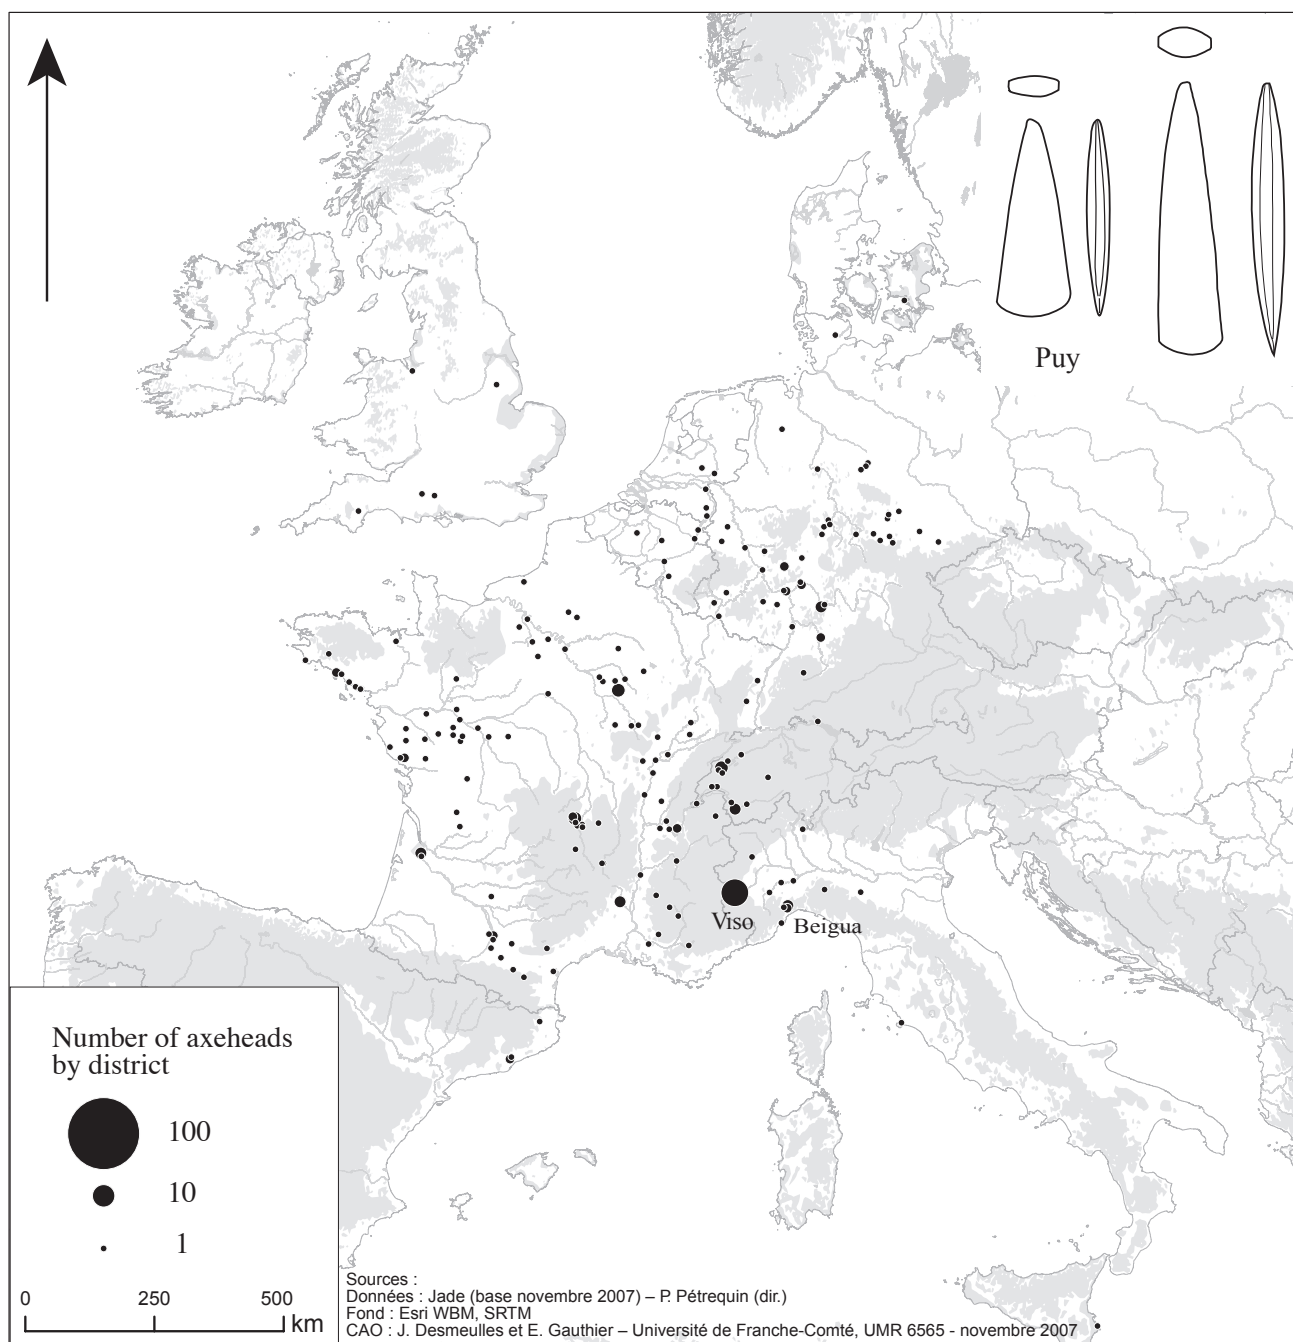 Puy
Viso
Beigua
Number of axeheads
by district
100
10
1
0 250 500
km
Sources :
Données : Jade (base novembre 2007) – P. Pétrequin (dir.)
Fond : Esri WBM, SRTM
CAO : J. Desmeulles et E. Gauthier – Université de Franche-Comté, UMR 6565 - novembre 2007